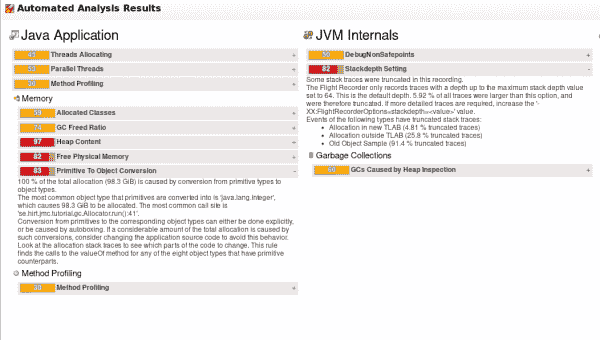 Automated Analysis Results
Java Application
Threads Allocating
Parallel Threads
Method Profiling
Memory
Allocated Classes
74 GC Freed Ratio
97 Heap Content
82 Free Physical Memory
83 Primitive To Object Conversion
100 % of the total allocation (98.3 GiB) is caused by conversion from primitive types to
object types.
The most common object type that primitives are converted into is 'java.lang.Integer',
which causes 98.3 GiB to be allocated. The most common call site is
'se.hirt.jmc.tutorial.gc.Allocator.run():41'.
Conversion from primitives to the corresponding object types can either be done explicitly,
or be caused by autoboxing. If a considerable amount of the total allocation is caused by
such conversions, consider changing the application source code to avoid this behavior.
Look at the allocation stack traces to see which parts of the code to change. This rule
finds the calls to the valueOf method for any of the eight object types that have primitive
counterparts.
Method Profiling
Method Profiling
JVM Internals
DebugNonSafepoints
82 Stackdepth Setting
Some stack traces were truncated in this recording.
The Flight Recorder only records traces with a depth up to the maximum stack depth value
set to 64. This is the default depth. 5.92 % of all traces were larger than this option, and
were therefore truncated. If more detailed traces are required, increase the '-
XX:FlightRecorderOptions=stackdepth=<value>' value.
Events of the following types have truncated stack traces:
• Allocation in new TLAB (4.81 % truncated traces)
• Allocation outside TLAB (25.8 % truncated traces)
• Old Object Sample (91.4 % truncated traces)
Garbage Collections
GCs Caused by Heap Inspection